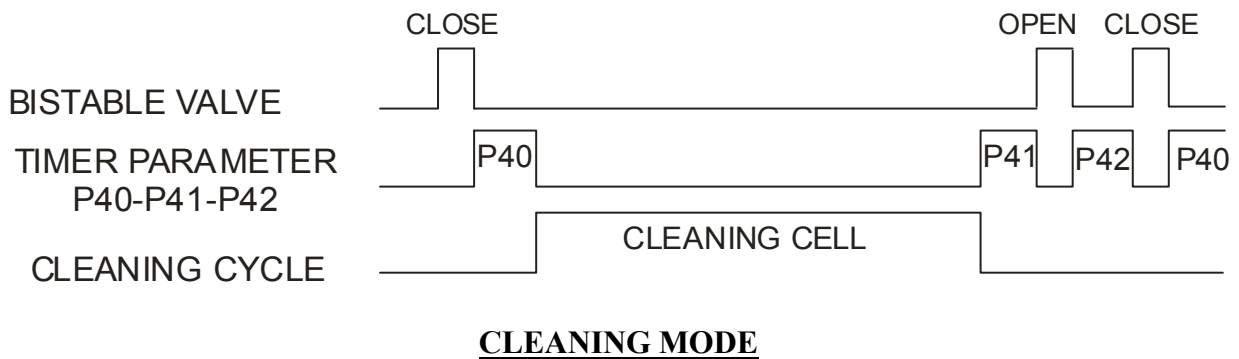 CLOSE OPEN CLOSE
BISTABLE VALVE
TIMER PARAMETER P40 P41 P42 P40
P40-P41-P42
CLEANING CELL
CLEANING CYCLE
CLEANING MODE